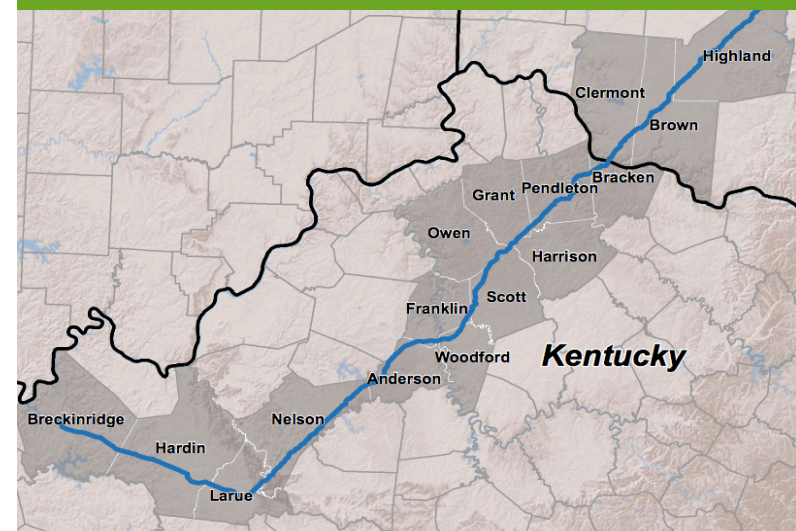 Highland
Clermont
Brown
Bracken
Pendleton
Grant
Owen
Harrison
Scott
Franklin
Woodford
Kentucky
Anderson
Nelson
Breckinridge
Hardin
Larue